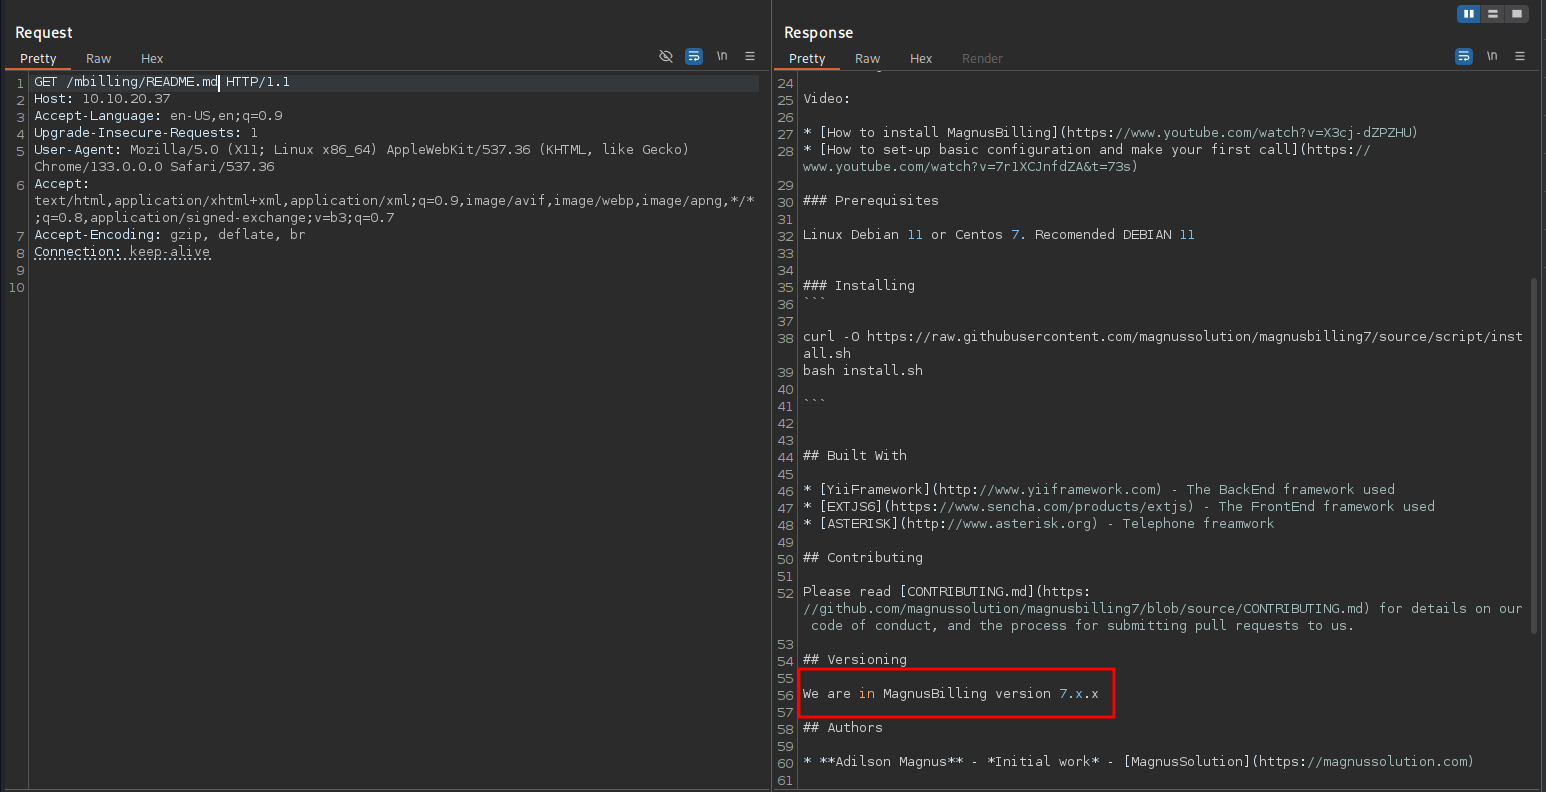 Request
Pretty Raw Hex \n
1 GET /mbilling/README.md HTTP/1.1
2 Host: 10.10.20.37
3 Accept-Language: en-US,en;q=0.9
4 Upgrade-Insecure-Requests: 1
5 User-Agent: Mozilla/5.0 (X11; Linux x86_64) AppleWebKit/537.36 (KHTML, like Gecko)
Chrome/133.0.0.0 Safari/537.36
6 Accept:
text/html,application/xhtml+xml,application/xml;q=0.9,image/avif,image/webp,image/apng,*/*
;q=0.8,application/signed-exchange;v=b3;q=0.7
7 Accept-Encoding: gzip, deflate, br
8 Connection: keep-alive
9
10
Response
Pretty Raw Hex Render \n
24
25 Video:
26
27 * [How to install MagnusBilling](https://www.youtube.com/watch?v=X3cj-dZPZHU)
28 * [How to set-up basic configuration and make your first call](https://
www.youtube.com/watch?v=7r1XCJnfdZA&t=73s)
29
30 ### Prerequisites
31
32 Linux Debian 11 or Centos 7. Recomended DEBIAN 11
33
34
35 ### Installing
36 ```
37
38 curl -O https://raw.githubusercontent.com/magnussolution/magnusbilling7/source/script/inst
all.sh
39 bash install.sh
40
41 ```
42
43
44 ## Built With
45
46 * [YiiFramework](http://www.yiiframework.com) - The BackEnd framework used
47 * [EXTJS6](https://www.sencha.com/products/extjs) - The FrontEnd framework used
48 * [ASTERISK](http://www.asterisk.org) - Telephone freamwork
49
50 ## Contributing
51
52 Please read [CONTRIBUTING.md](https:
//github.com/magnussolution/magnusbilling7/blob/source/CONTRIBUTING.md) for details on our
code of conduct, and the process for submitting pull requests to us.
53
54 ## Versioning
55
56 We are in MagnusBilling version 7.x.x
57
58 ## Authors
59
60 * **Adilson Magnus** - *Initial work* - [MagnusSolution](https://magnussolution.com)
61